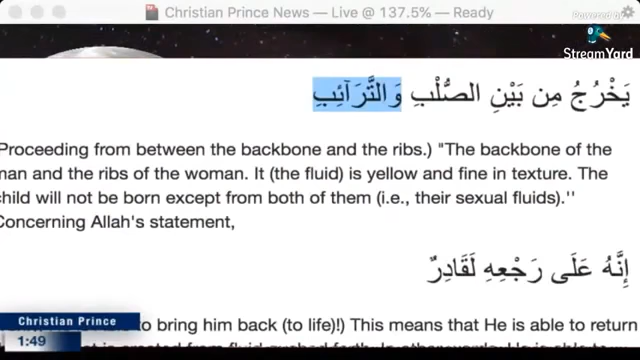 Christian Prince News — Live @ 137.5% — Ready
Powered by
StreamYard
يَخْرُجُ مِن بَيْنِ الصُّلْبِ وَالتَّرَآئِبِ
Proceeding from between the backbone and the ribs.) "The backbone of the
man and the ribs of the woman. It (the fluid) is yellow and fine in texture. The
child will not be born except from both of them (i.e., their sexual fluids).''
Concerning Allah's statement,
إِنَّهُ عَلَى رَجْعِهِ لَقَادِرٌ
to bring him back (to life)!) This means that He is able to return
Christian Prince
1:49